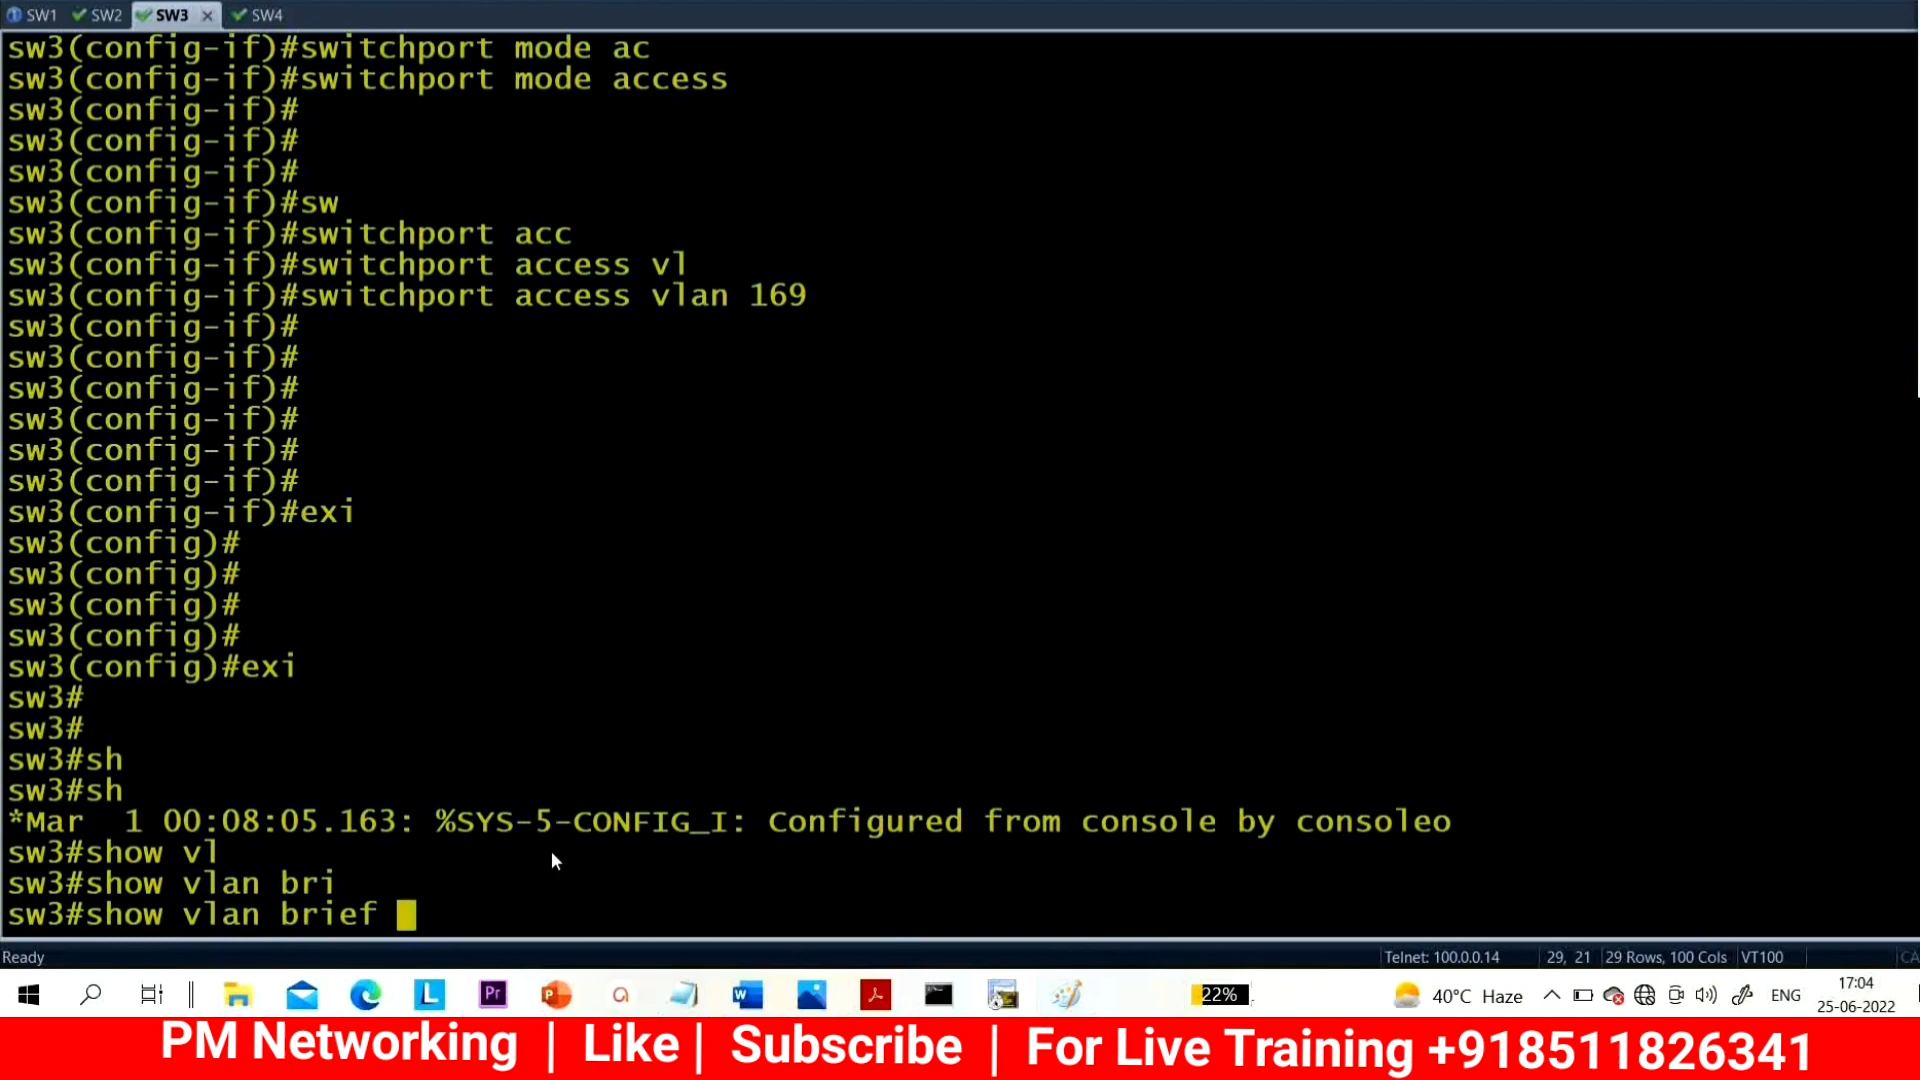 SW1 SW2 SW3 SW4
sw3(config-if)#switchport mode ac
sw3(config-if)#switchport mode access
sw3(config-if)#
sw3(config-if)#
sw3(config-if)#
sw3(config-if)#sw
sw3(config-if)#switchport acc
sw3(config-if)#switchport access vl
sw3(config-if)#switchport access vlan 169
sw3(config-if)#
sw3(config-if)#
sw3(config-if)#
sw3(config-if)#
sw3(config-if)#
sw3(config-if)#
sw3(config-if)#exi
sw3(config)#
sw3(config)#
sw3(config)#
sw3(config)#
sw3(config)#exi
sw3#
sw3#
sw3#sh
sw3#sh
*Mar  1 00:08:05.163: %SYS-5-CONFIG_I: Configured from console by consoleo
sw3#show vl
sw3#show vlan bri
sw3#show vlan brief
Ready Telnet: 100.0.0.14 29, 21 29 Rows, 100 Cols VT100 CA
L Pr W 22% 40°C Haze ENG 17:04
25-06-2022
PM Networking | Like | Subscribe | For Live Training +918511826341